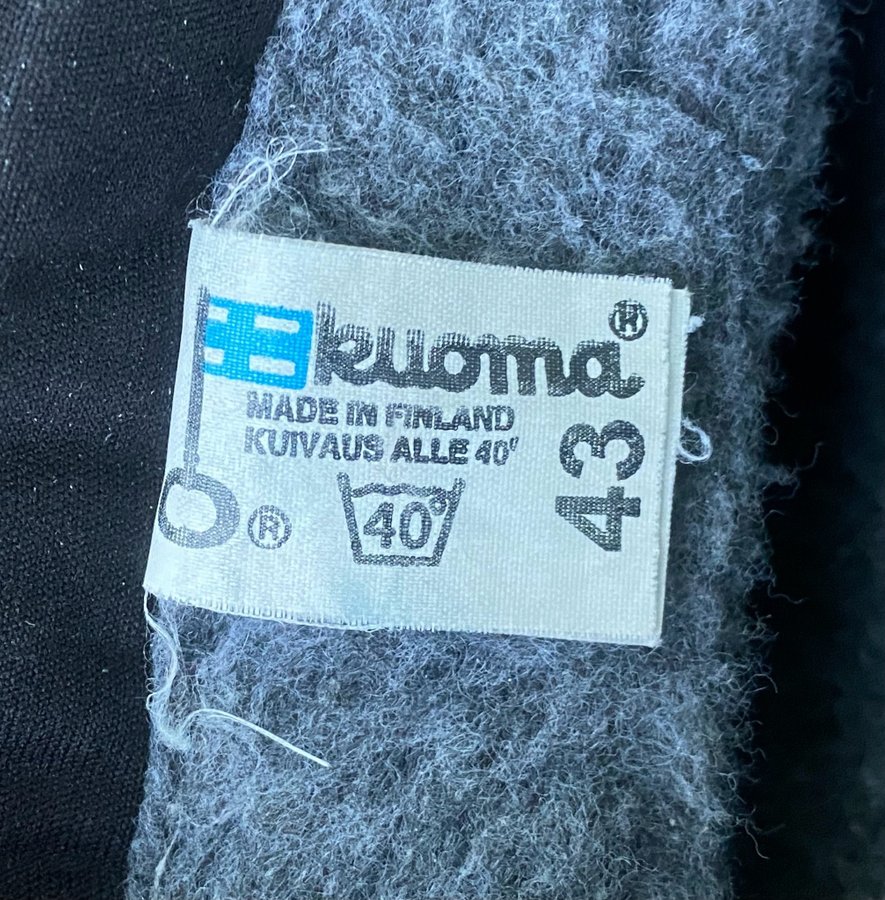 kuoma®
MADE IN FINLAND
KUIVAUS ALLE 40°
®
40°
43